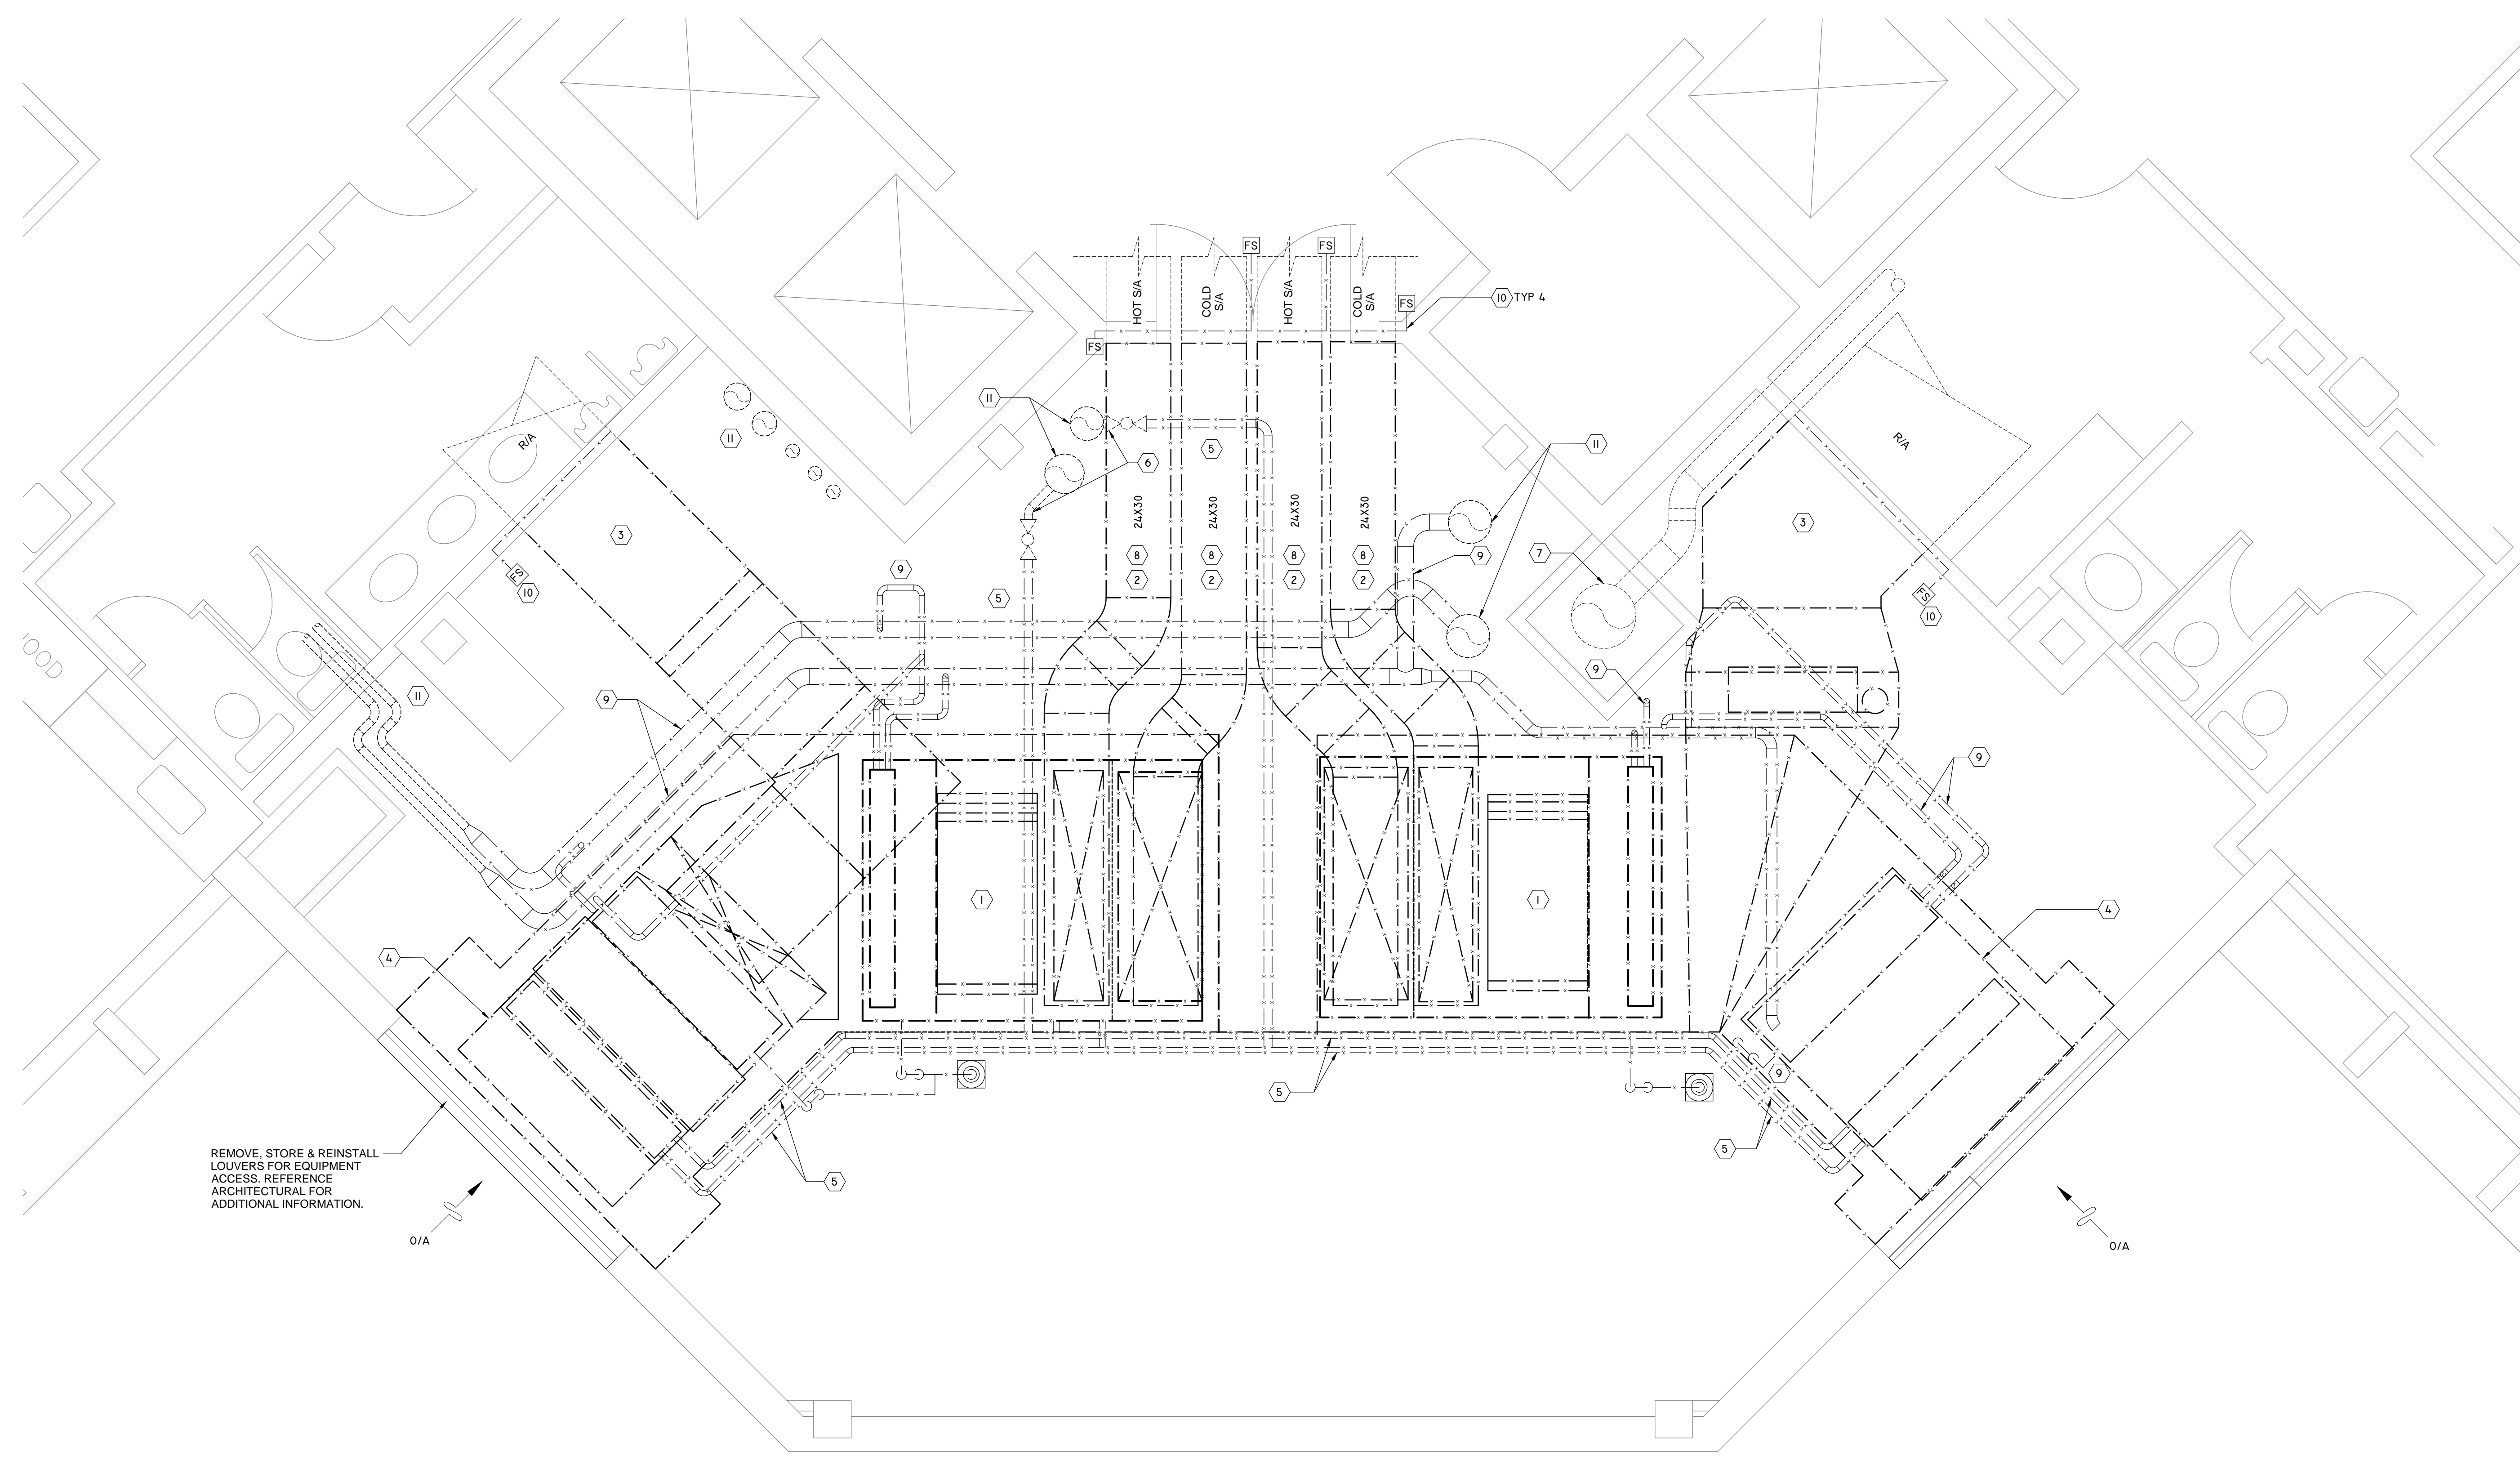 FS
FS
HOT S/A
COLD
S/A
HOT S/A
COLD
S/A
FS
10 TYP 4
FS
11
R/A
11
6
5
R/A
11
3
24X30
24X30
24X30
24X30
3
8
8
8
8
9
7
9
2
2
2
2
FS
10
5
FS
10
11
9
9
9
1
1
4
4
9
5
5
5
REMOVE, STORE & REINSTALL
LOUVERS FOR EQUIPMENT
ACCESS. REFERENCE
ARCHITECTURAL FOR
ADDITIONAL INFORMATION.
O/A
O/A